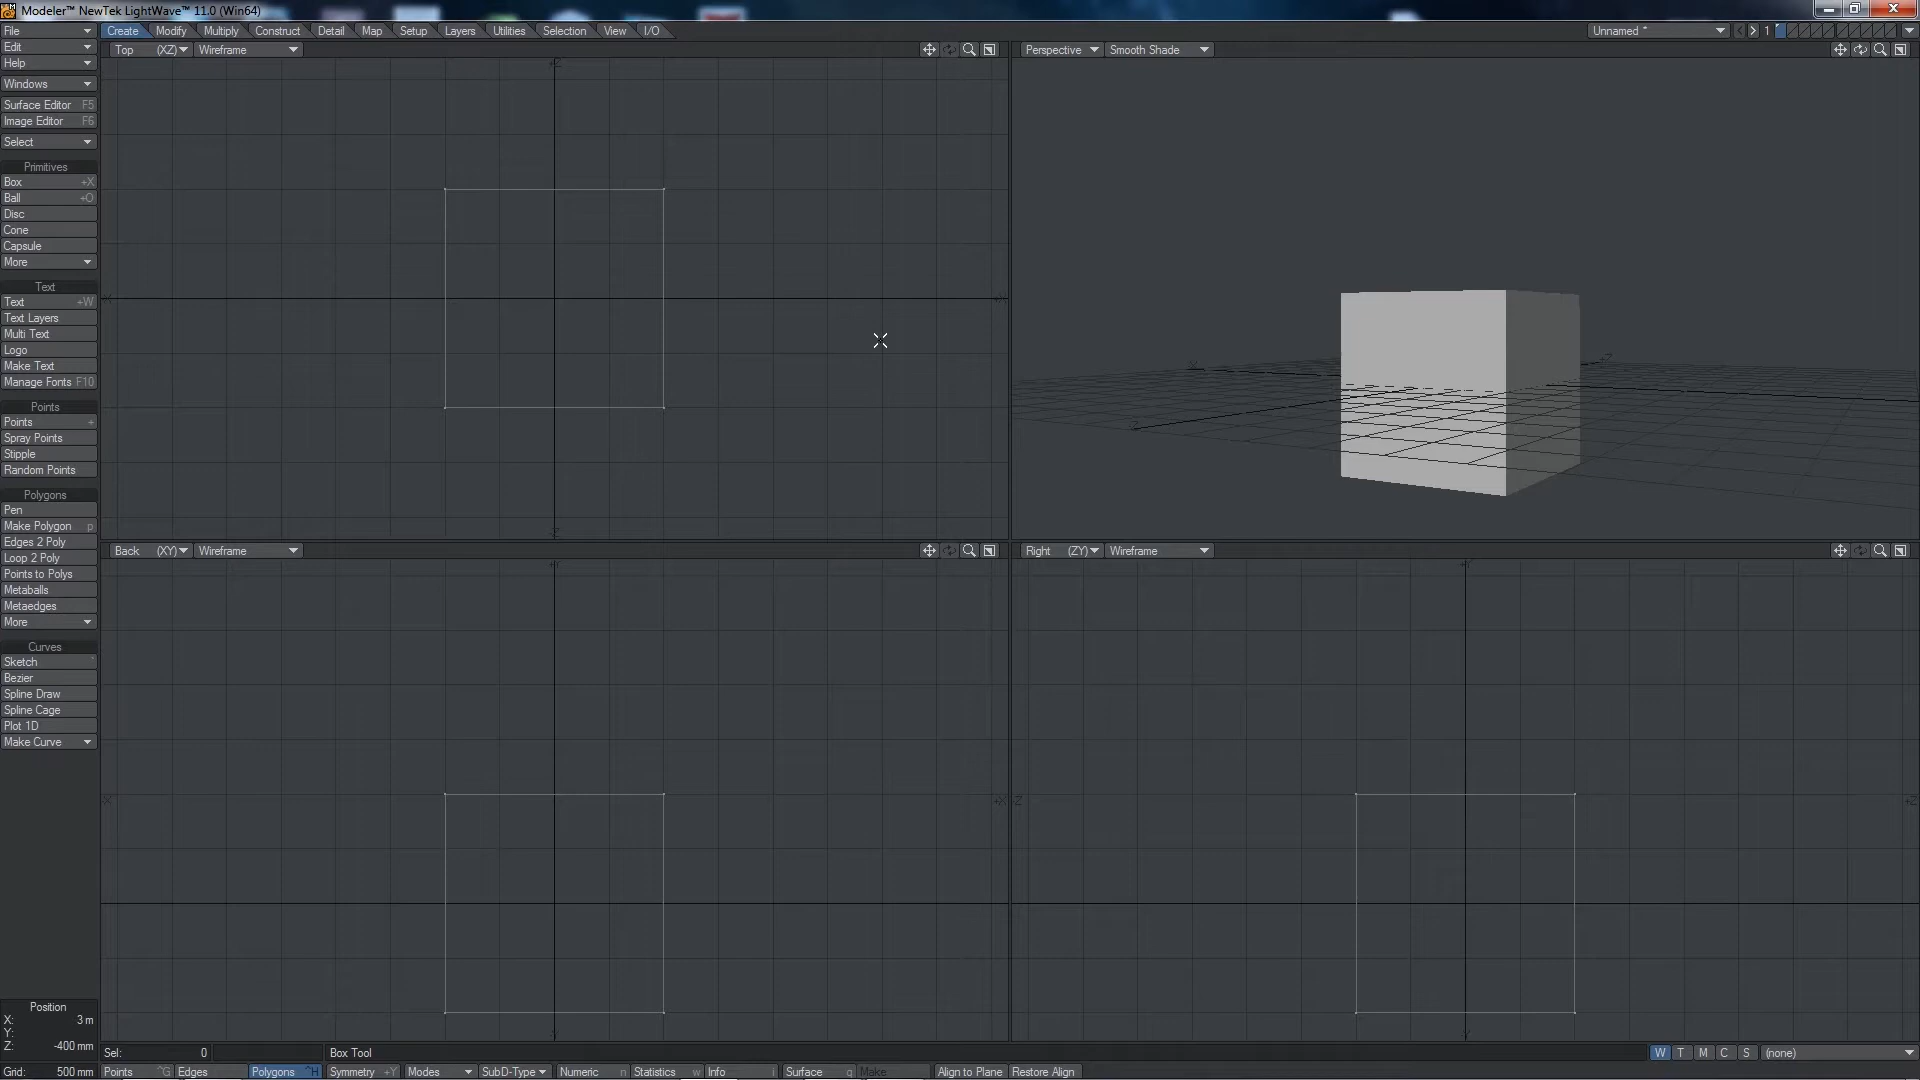 Modeler™ NewTek LightWave™ 11.0 (Win64)
File
Create Modify Multiply Construct Detail Map Setup Layers Utilities Selection View I/O
Unnamed * 1
Edit
Help
Top (XZ) Wireframe
Perspective Smooth Shade
Windows
Surface Editor F5
Image Editor F6
Select
Primitives
Box +X
Ball +O
Disc
Cone
Capsule
More
Text
Text +W
Text Layers
Multi Text
Logo
Make Text
Manage Fonts F10
Points
Points +
Spray Points
Stipple
Random Points
Polygons
Pen
Make Polygon p
Edges 2 Poly
Loop 2 Poly
Points to Polys
Metaballs
Metaedges
More
Back (XY) Wireframe
Right (ZY) Wireframe
Curves
Sketch `
Bezier
Spline Draw
Spline Cage
Plot 1D
Make Curve
Position
X: 3 m
Y:
Z: -400 mm
Sel: 0
Box Tool
W T M C S (none)
Grid: 500 mm
Points ^G Edges Polygons ^H Symmetry +Y Modes SubD-Type Numeric n Statistics w Info i Surface q Make Align to Plane Restore Align